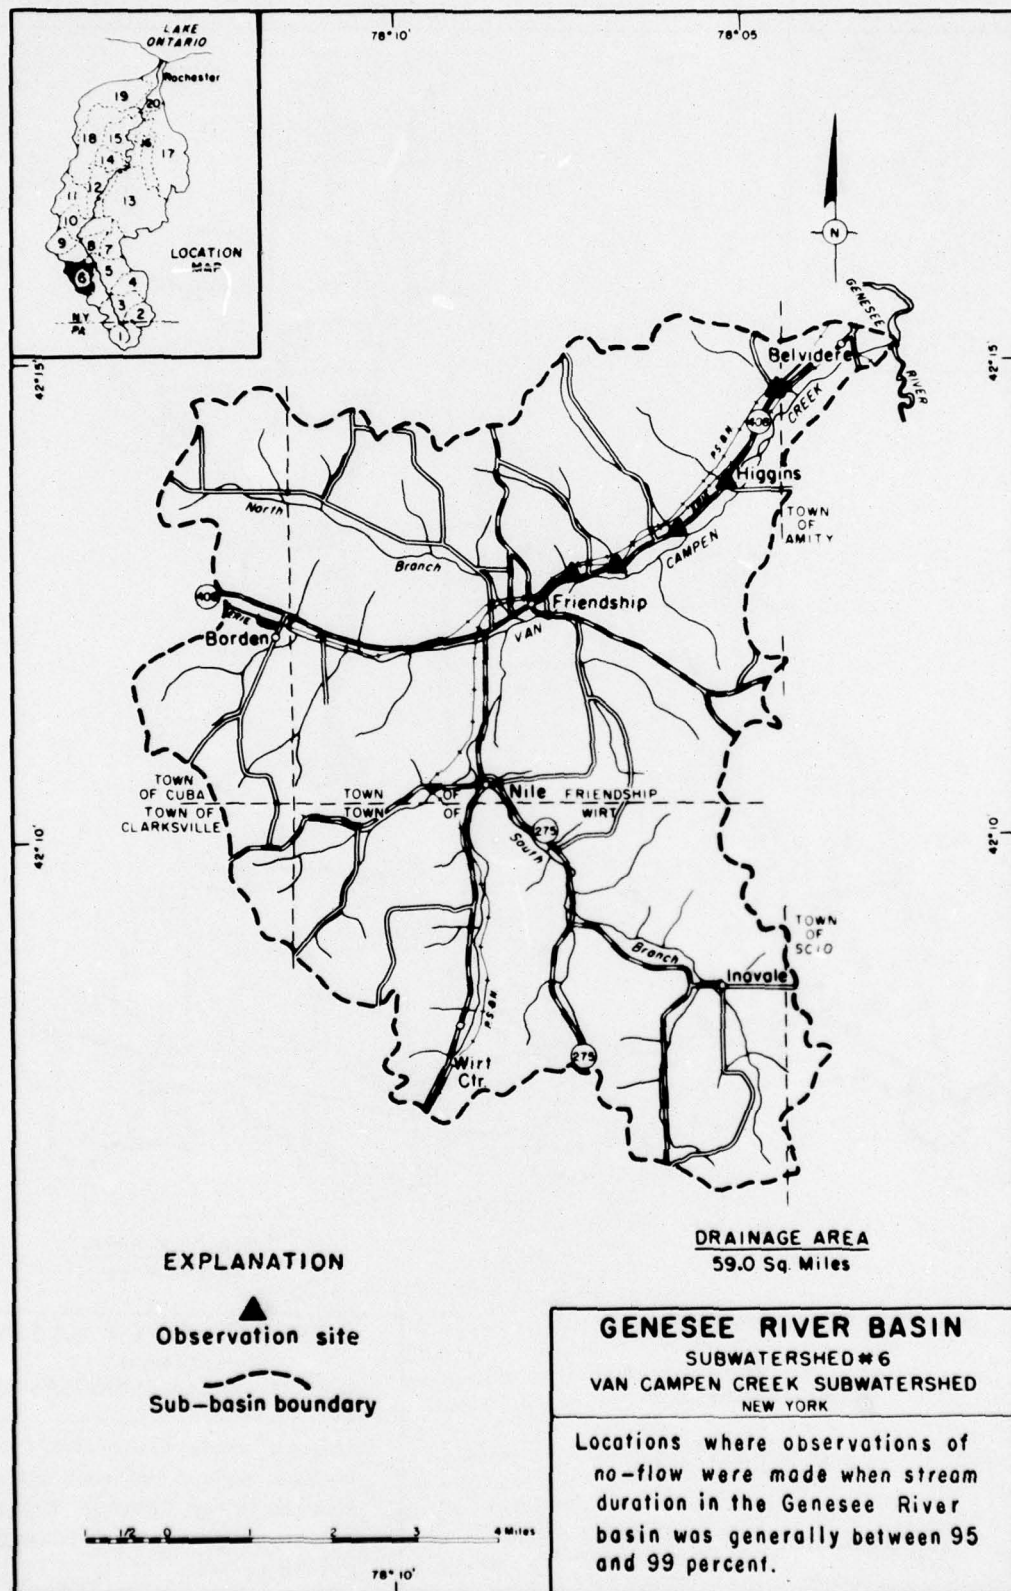 LAKE
ONTARIO
Rochester
19
20
18
15
16
17
14
12
11
13
10
9
8
7
5
6
4
3
2
1
N.Y.
PA
LOCATION
MAP
78°10'
78°05'
N
GENESEE
RIVER
42°15'
42°15'
Belvidere
CREEK
408
P.S.& N.
Higgins
ERIE
CAMPEN
TOWN
OF
AMITY
North
Branch
Friendship
VAN
ERIE
Borden
TOWN
OF CUBA
TOWN OF
CLARKSVILLE
TOWN
OF
FRIENDSHIP
TOWN
OF
WIRT
Nile
275
South
42°10'
42°10'
TOWN
OF
SCIO
Branch
Inavale
P.S.& N.
275
Wirt
Ctr.
DRAINAGE AREA
59.0 Sq. Miles
EXPLANATION
Observation site
Sub-basin boundary
1 1/2 0 1 2 3 4 Miles
78°10'
GENESEE RIVER BASIN
SUBWATERSHED #6
VAN CAMPEN CREEK SUBWATERSHED
NEW YORK
Locations where observations of
no-flow were made when stream
duration in the Genesee River
basin was generally between 95
and 99 percent.